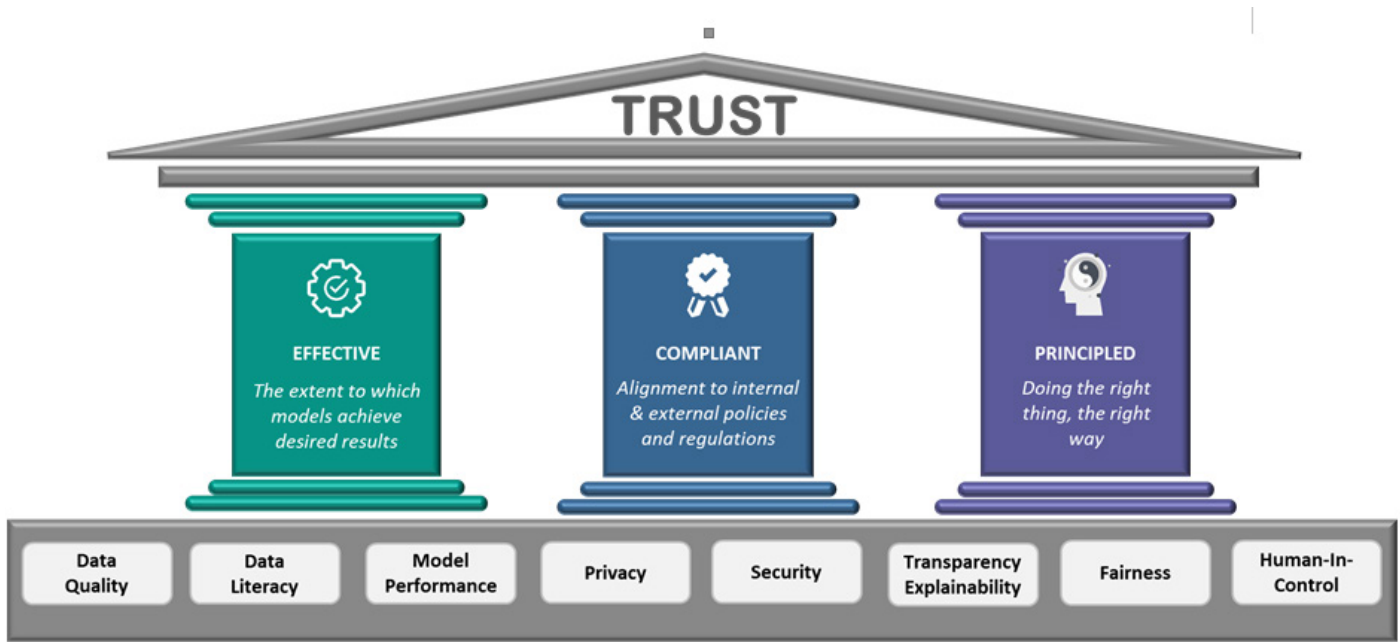 TRUST
EFFECTIVE
The extent to which
models achieve
desired results
COMPLIANT
Alignment to internal
& external policies
and regulations
PRINCIPLED
Doing the right
thing, the right
way
Data
Quality
Data
Literacy
Model
Performance
Privacy
Security
Transparency
Explainability
Fairness
Human-In-
Control